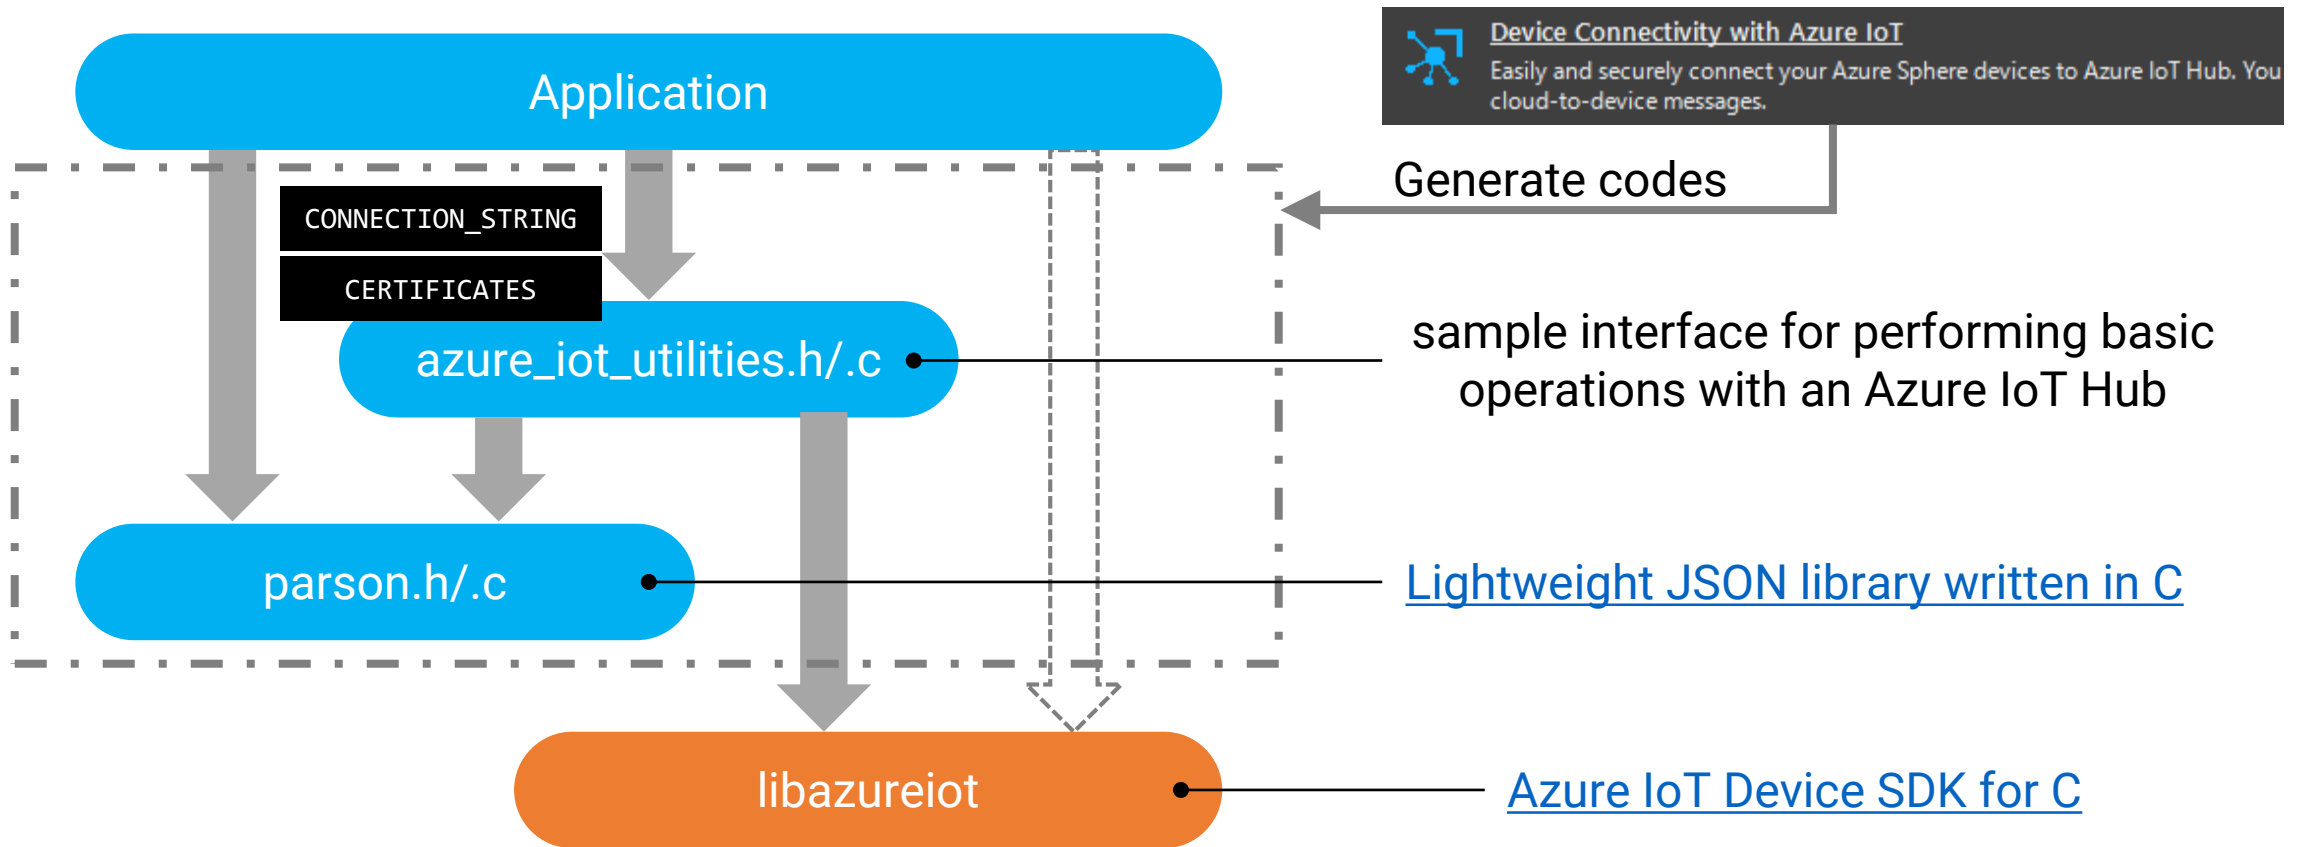 Application
Device Connectivity with Azure IoT
Easily and securely connect your Azure Sphere devices to Azure IoT Hub. You
cloud-to-device messages.
Generate codes
CONNECTION_STRING
CERTIFICATES
azure_iot_utilities.h/.c
sample interface for performing basic
operations with an Azure IoT Hub
parson.h/.c
Lightweight JSON library written in C
libazureiot
Azure IoT Device SDK for C